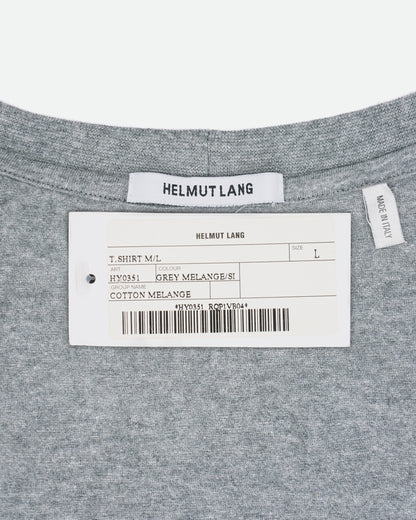 HELMUT LANG
MADE IN ITALY
HELMUT LANG
T.SHIRT M/L
SIZE L
ART. COLOUR
HY0351 GREY MELANGE/SI
GROUP NAME
COTTON MELANGE
*HY0351 RQP1VB04*